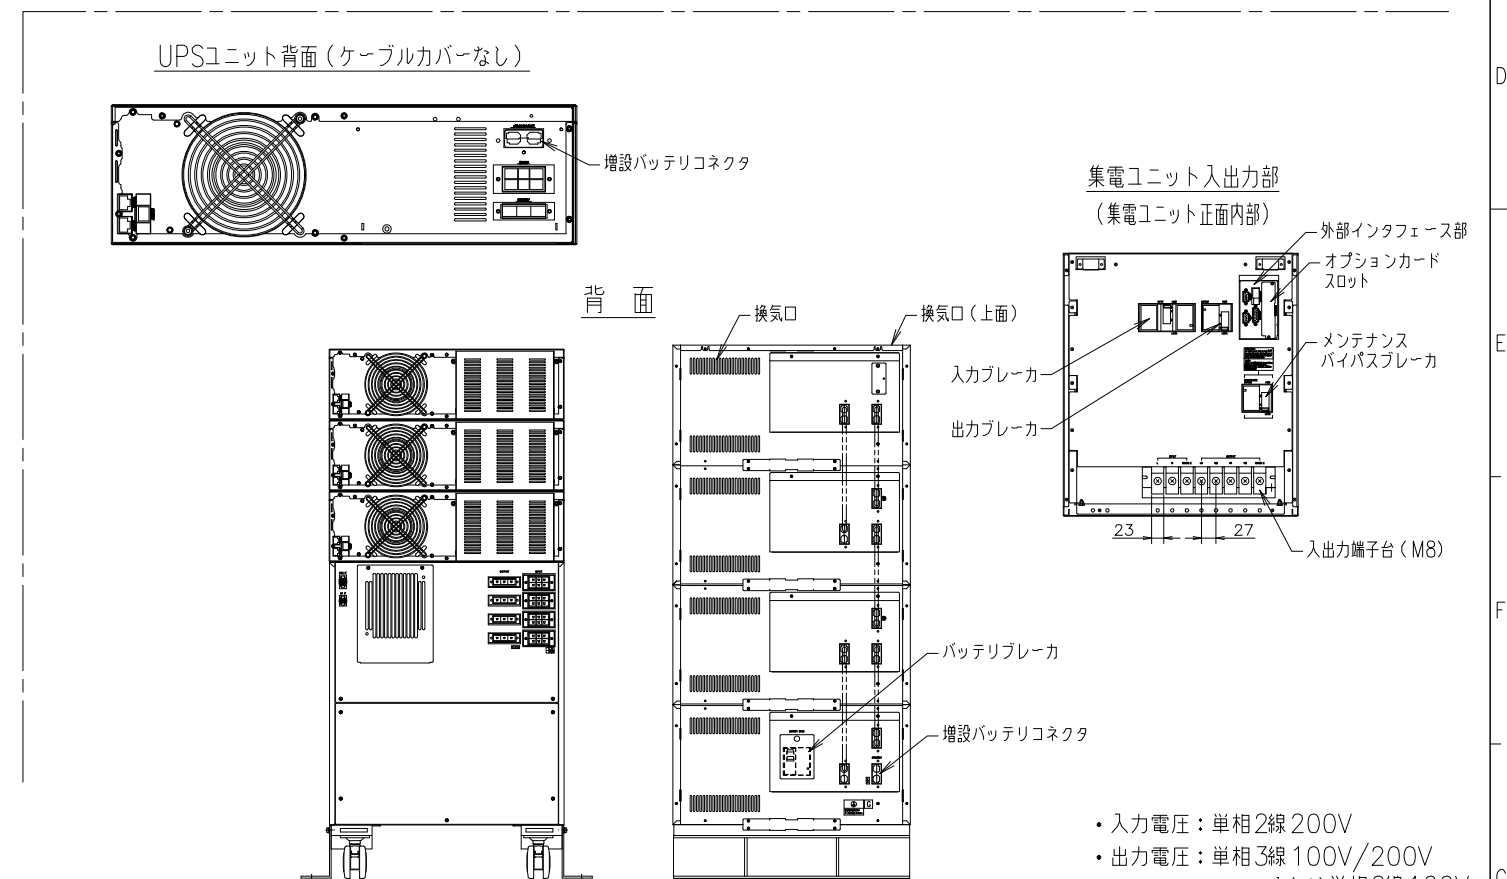 UPSユニット背面(ケーブルカバーなし)
増設バッテリコネクタ
集電ユニット入出力部
(集電ユニット正面内部)
外部インタフェース部
オプションカード
スロット
メンテナンス
バイパスブレーカ
入力ブレーカ
出力ブレーカ
23
27
入出力端子台(M8)
背 面
換気口
換気口(上面)
バッテリブレーカ
増設バッテリコネクタ
・入力電圧:単相2線200V
・出力電圧:単相3線100V/200V
D
E
F
G